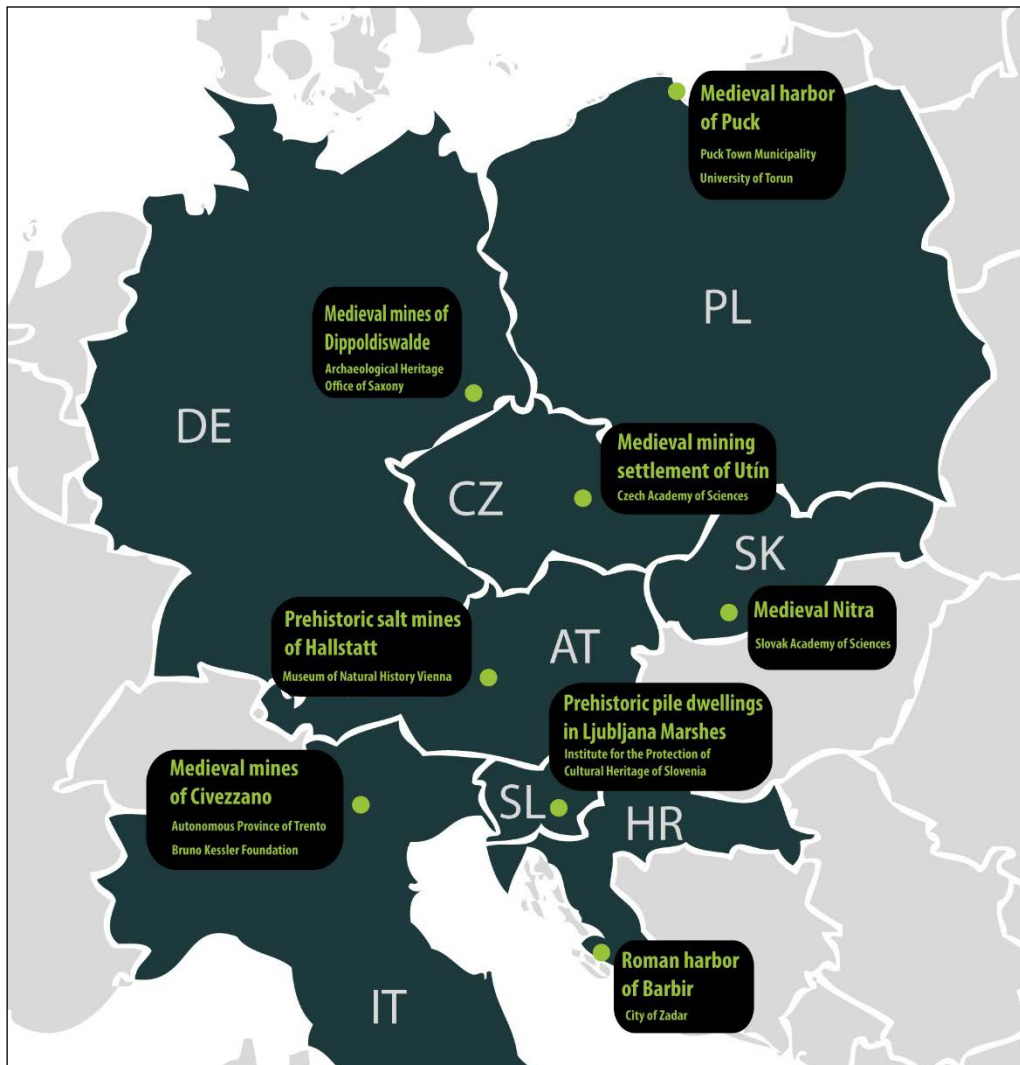 Medieval harbor
of Puck
Puck Town Municipality
University of Torun
PL
Medieval mines of
Dippoldiswalde
Archaeological Heritage
Office of Saxony
DE
Medieval mining
settlement of Utín
Czech Academy of Sciences
CZ
SK
Medieval Nitra
Slovak Academy of Sciences
Prehistoric salt mines
of Hallstatt
Museum of Natural History Vienna
AT
Prehistoric pile dwellings
in Ljubljana Marshes
Institute for the Protection of
Cultural Heritage of Slovenia
Medieval mines
of Civezzano
Autonomous Province of Trento
Bruno Kessler Foundation
SL
HR
Roman harbor
of Barbir
City of Zadar
IT